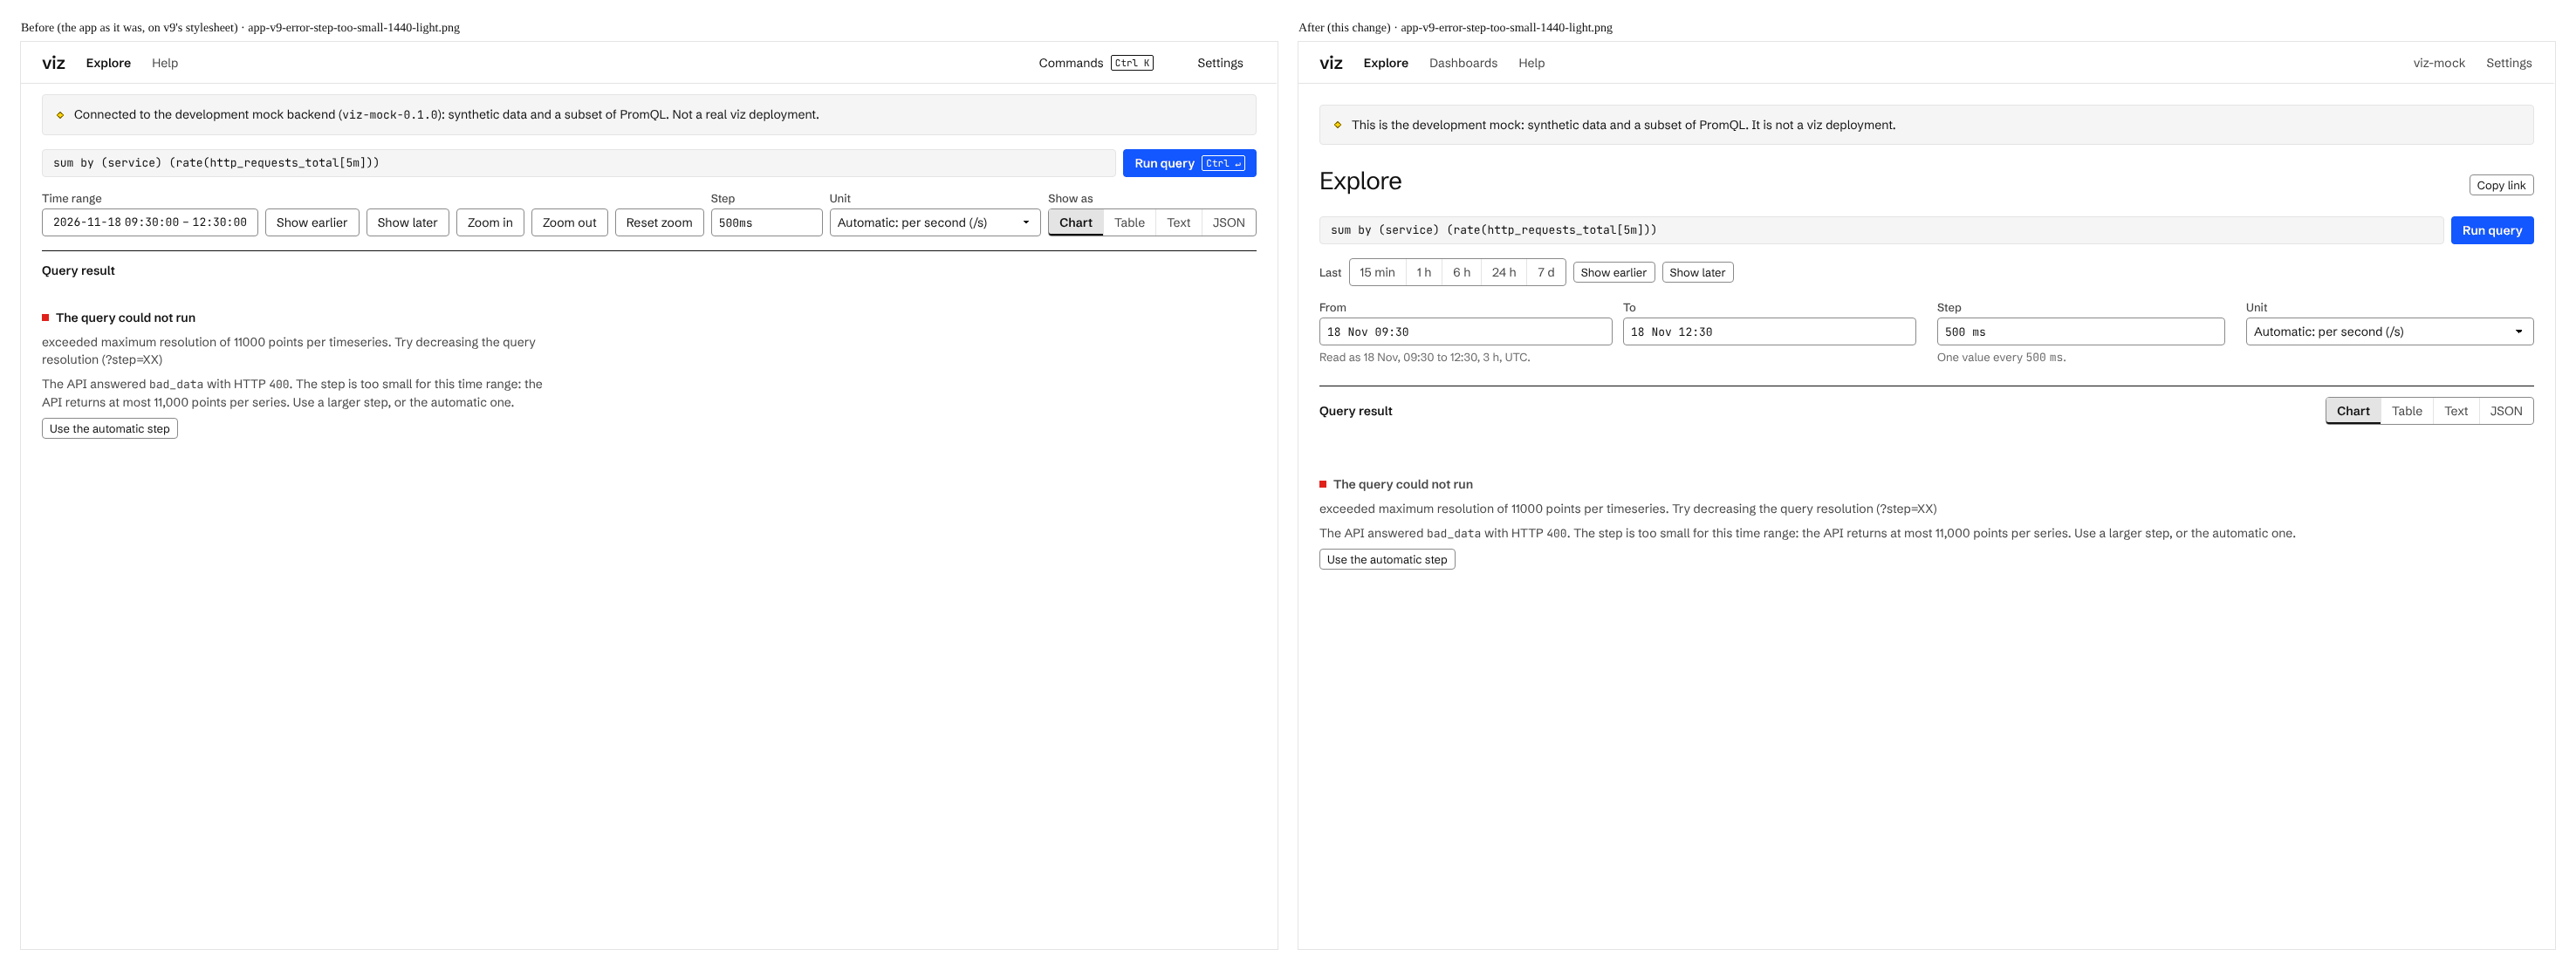 Before (the app as it was, on v9's stylesheet) · app-v9-error-step-too-small-1440-light.png
viz Explore Help Commands Ctrl K Settings
Connected to the development mock backend (viz-mock-0.1.0): synthetic data and a subset of PromQL. Not a real viz deployment.
sum by (service) (rate(http_requests_total[5m])) Run query Ctrl ↵
Time range Step Unit Show as
2026-11-18 09:30:00 – 12:30:00 Show earlier Show later Zoom in Zoom out Reset zoom 500ms Automatic: per second (/s) Chart Table Text JSON
Query result
The query could not run
exceeded maximum resolution of 11000 points per timeseries. Try decreasing the query
resolution (?step=XX)
The API answered bad_data with HTTP 400. The step is too small for this time range: the
API returns at most 11,000 points per series. Use a larger step, or the automatic one.
Use the automatic step
After (this change) · app-v9-error-step-too-small-1440-light.png
viz Explore Dashboards Help viz-mock Settings
This is the development mock: synthetic data and a subset of PromQL. It is not a viz deployment.
Explore Copy link
sum by (service) (rate(http_requests_total[5m])) Run query
Last 15 min 1 h 6 h 24 h 7 d Show earlier Show later
From To Step Unit
18 Nov 09:30 18 Nov 12:30 500 ms Automatic: per second (/s)
Read as 18 Nov, 09:30 to 12:30, 3 h, UTC. One value every 500 ms.
Query result Chart Table Text JSON
The query could not run
exceeded maximum resolution of 11000 points per timeseries. Try decreasing the query resolution (?step=XX)
The API answered bad_data with HTTP 400. The step is too small for this time range: the API returns at most 11,000 points per series. Use a larger step, or the automatic one.
Use the automatic step